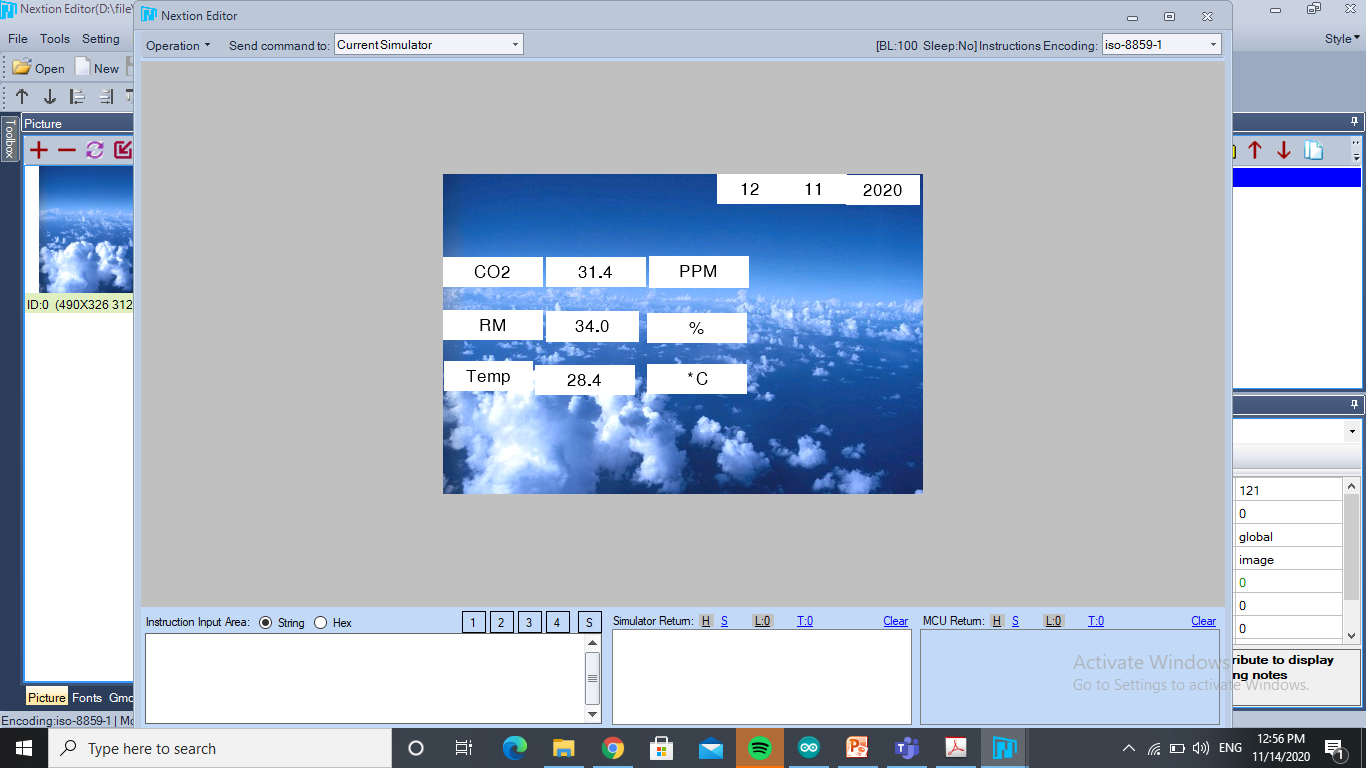 Nextion Editor(D:\file\
Nextion Editor
File Tools Setting
Operation Send command to: Current Simulator [BL:100 Sleep:No] Instructions Encoding: iso-8859-1
Style
Open New
Toolbox
Picture
12 11 2020
CO2 31.4 PPM
RM 34.0 %
Temp 28.4 *C
ID:0 (490X326 312
121
0
global
image
0
0
0
Instruction Input Area: String Hex 1 2 3 4 S
Simulator Return: H S L:0 T:0 Clear
MCU Return: H S L:0 T:0 Clear
ribute to display
ng notes
Activate Windows
Go to Settings to activate Windows.
Picture Fonts Gmo
Encoding:iso-8859-1 | Mo
Type here to search
ENG
12:56 PM
11/14/2020
1